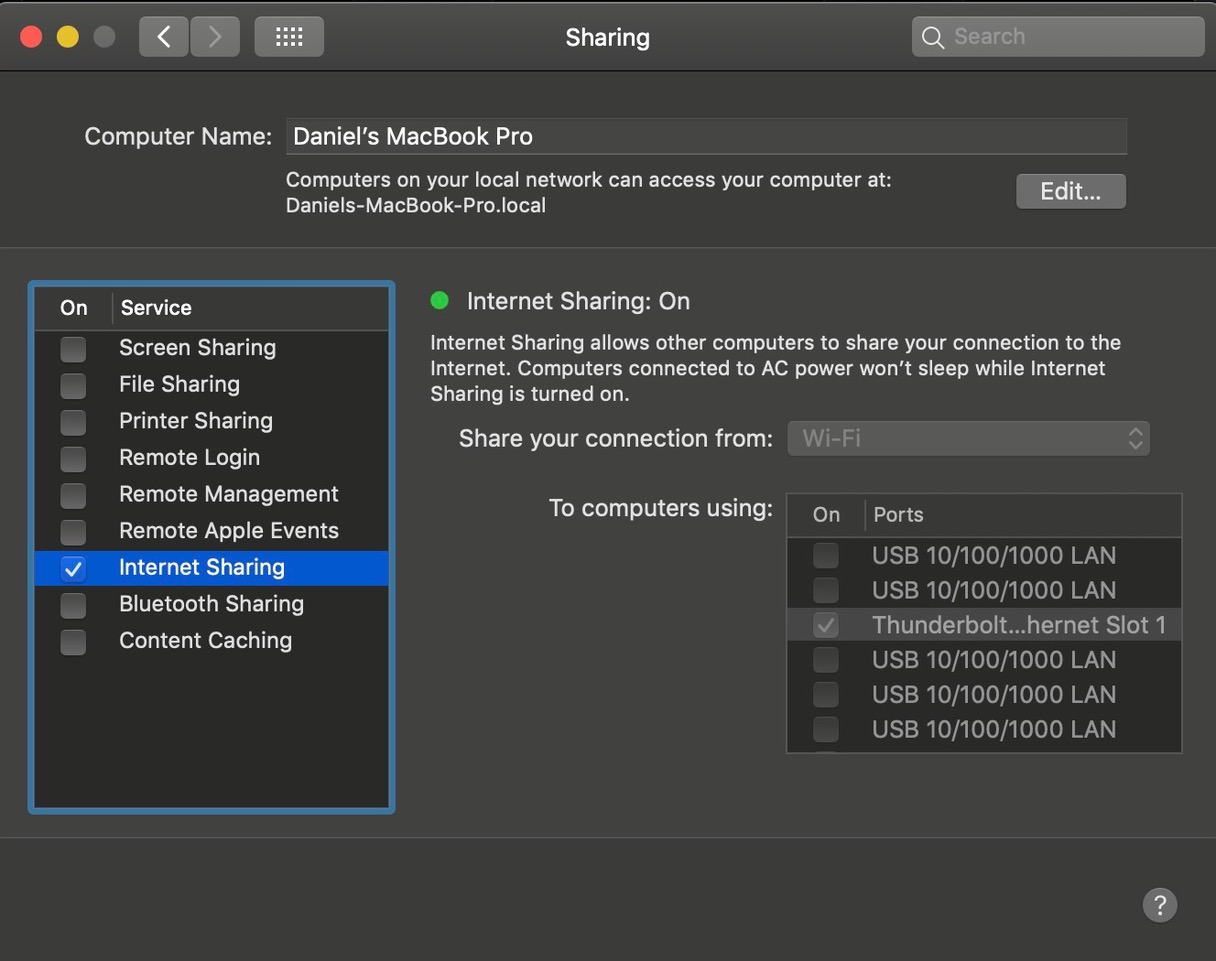 Sharing
Search
Computer Name: Daniel’s MacBook Pro
Computers on your local network can access your computer at:
Daniels-MacBook-Pro.local
Edit...
On Service
Screen Sharing
File Sharing
Printer Sharing
Remote Login
Remote Management
Remote Apple Events
Internet Sharing
Bluetooth Sharing
Content Caching
Internet Sharing: On
Internet Sharing allows other computers to share your connection to the
Internet. Computers connected to AC power won’t sleep while Internet
Sharing is turned on.
Share your connection from: Wi-Fi
To computers using:
On Ports
USB 10/100/1000 LAN
USB 10/100/1000 LAN
Thunderbolt...hernet Slot 1
USB 10/100/1000 LAN
USB 10/100/1000 LAN
USB 10/100/1000 LAN
?